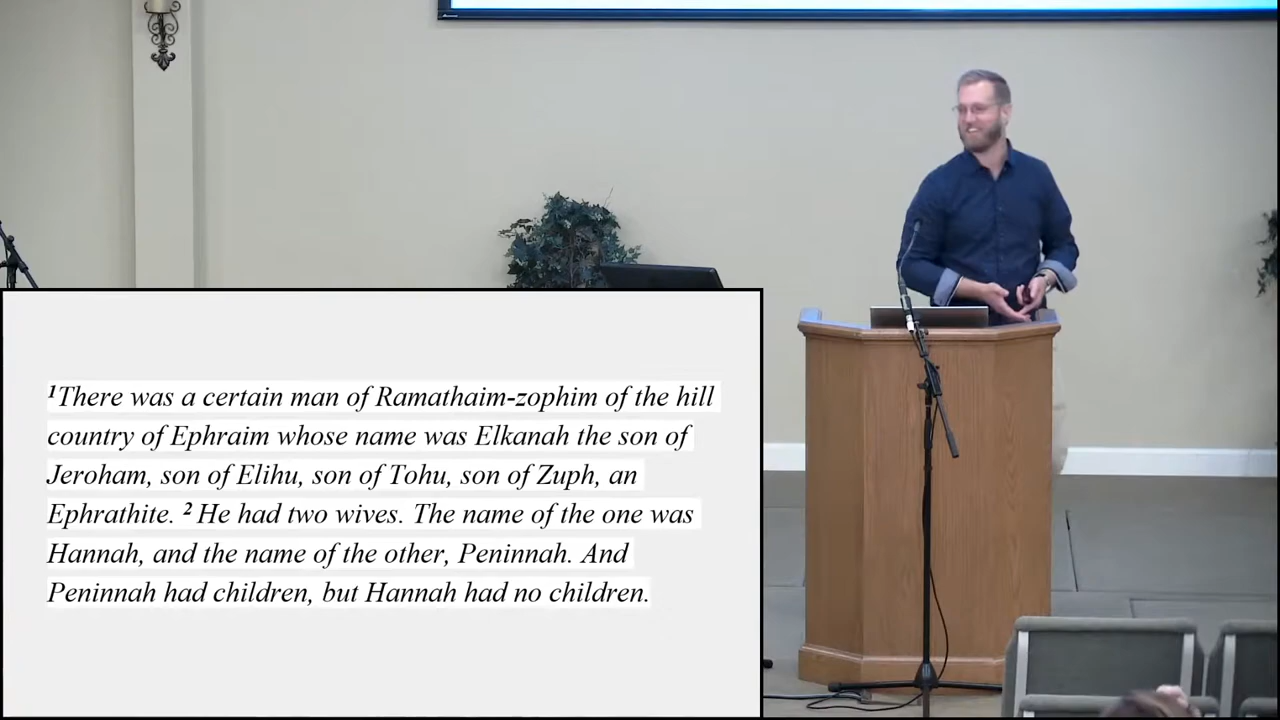 ¹There was a certain man of Ramathaim-zophim of the hill
country of Ephraim whose name was Elkanah the son of
Jeroham, son of Elihu, son of Tohu, son of Zuph, an
Ephrathite. ² He had two wives. The name of the one was
Hannah, and the name of the other, Peninnah. And
Peninnah had children, but Hannah had no children.